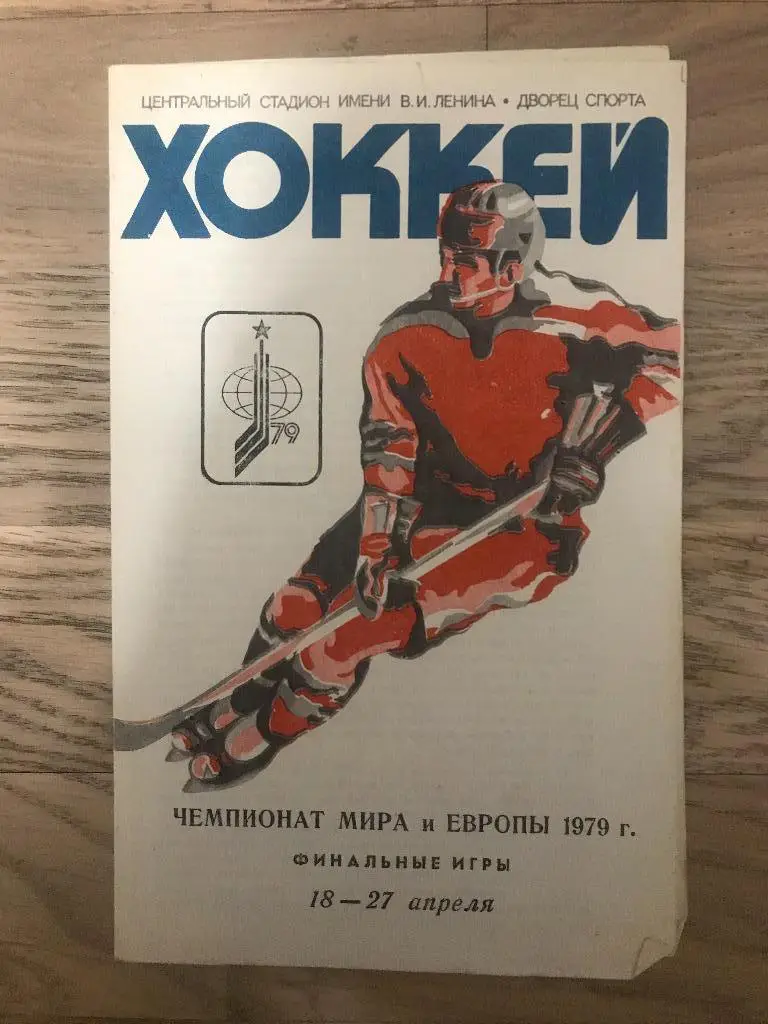 ЦЕНТРАЛЬНЫЙ СТАДИОН ИМЕНИ В.И.ЛЕНИНА • ДВОРЕЦ СПОРТА
ХОККЕЙ
79
ЧЕМПИОНАТ МИРА и ЕВРОПЫ 1979 г.
ФИНАЛЬНЫЕ ИГРЫ
18—27 апреля